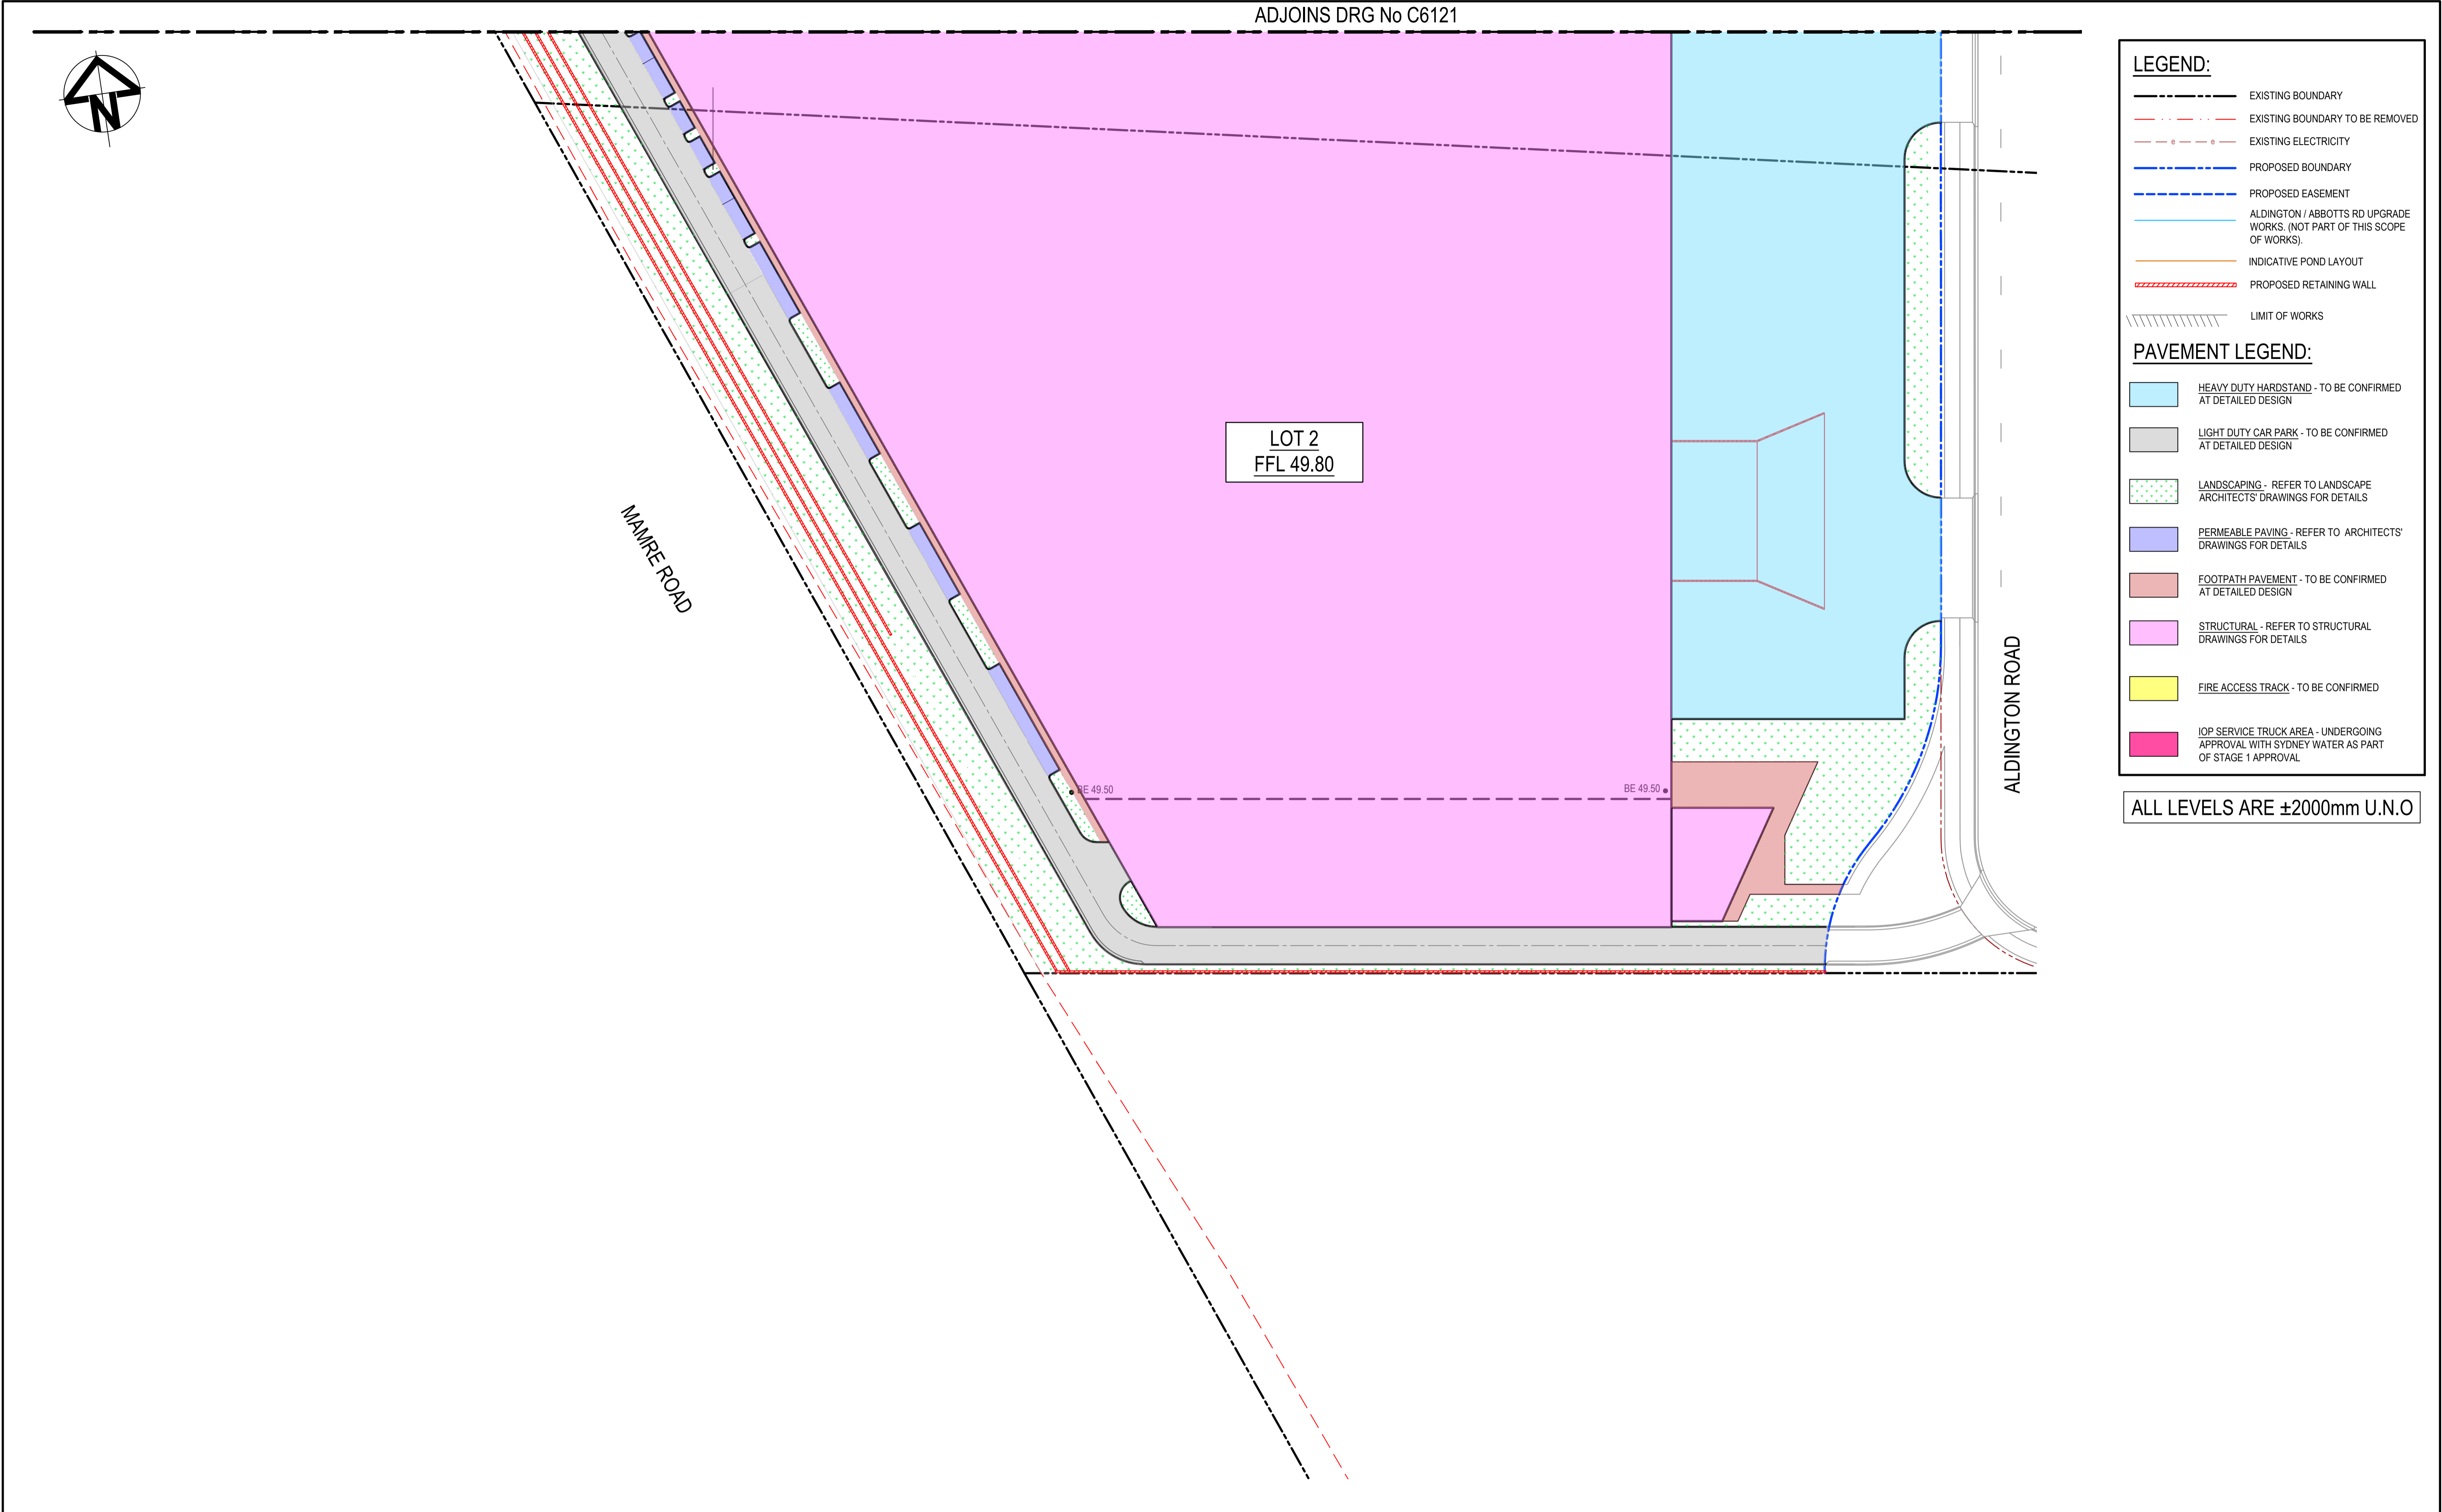 ADJOINS DRG No C6121
N
LOT 2
FFL 49.80
MAMRE ROAD
ALDINGTON ROAD
BE 49.50
BE 49.50
LEGEND:
EXISTING BOUNDARY
EXISTING BOUNDARY TO BE REMOVED
e e
EXISTING ELECTRICITY
PROPOSED BOUNDARY
PROPOSED EASEMENT
ALDINGTON / ABBOTTS RD UPGRADE
WORKS. (NOT PART OF THIS SCOPE
OF WORKS).
INDICATIVE POND LAYOUT
PROPOSED RETAINING WALL
LIMIT OF WORKS
PAVEMENT LEGEND:
HEAVY DUTY HARDSTAND - TO BE CONFIRMED
AT DETAILED DESIGN
LIGHT DUTY CAR PARK - TO BE CONFIRMED
AT DETAILED DESIGN
LANDSCAPING - REFER TO LANDSCAPE
ARCHITECTS' DRAWINGS FOR DETAILS
PERMEABLE PAVING - REFER TO ARCHITECTS'
DRAWINGS FOR DETAILS
FOOTPATH PAVEMENT - TO BE CONFIRMED
AT DETAILED DESIGN
STRUCTURAL - REFER TO STRUCTURAL
DRAWINGS FOR DETAILS
FIRE ACCESS TRACK - TO BE CONFIRMED
IOP SERVICE TRUCK AREA - UNDERGOING
APPROVAL WITH SYDNEY WATER AS PART
OF STAGE 1 APPROVAL
ALL LEVELS ARE ±2000mm U.N.O